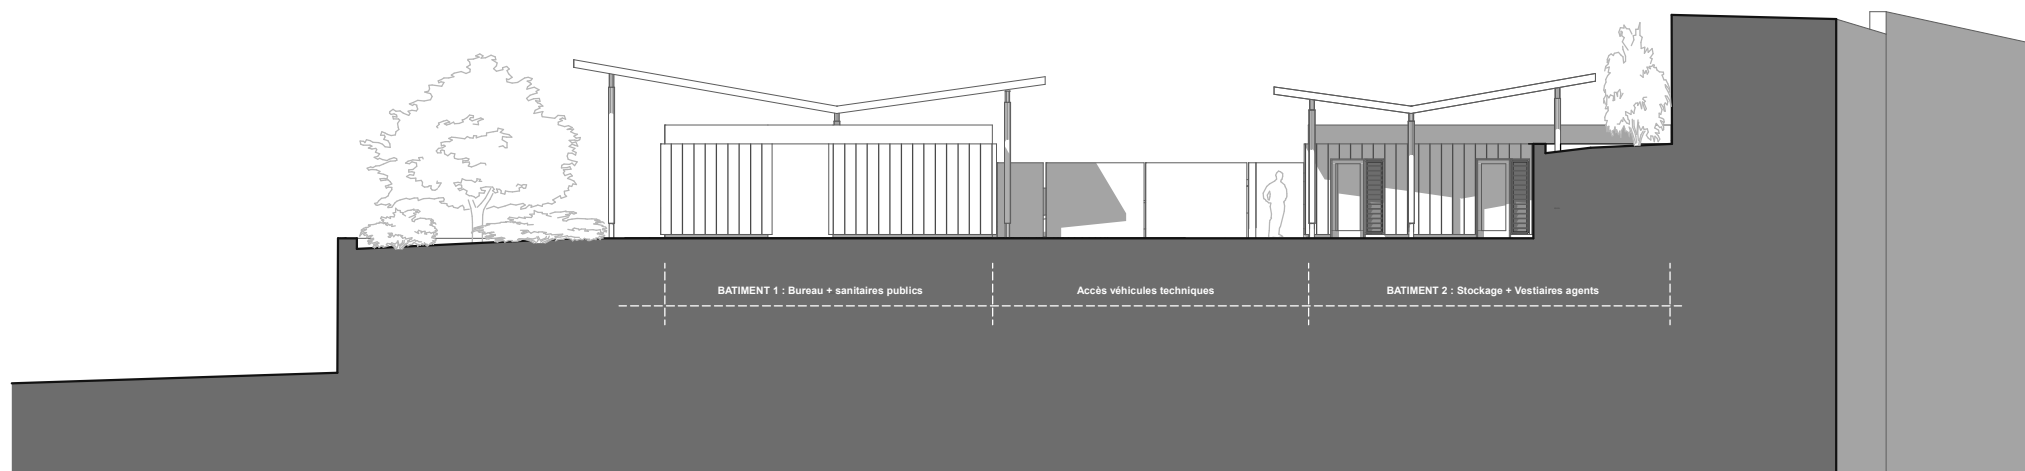 BATIMENT 1 : Bureau + sanitaires publics
Accès véhicules techniques
BATIMENT 2 : Stockage + Vestiaires agents